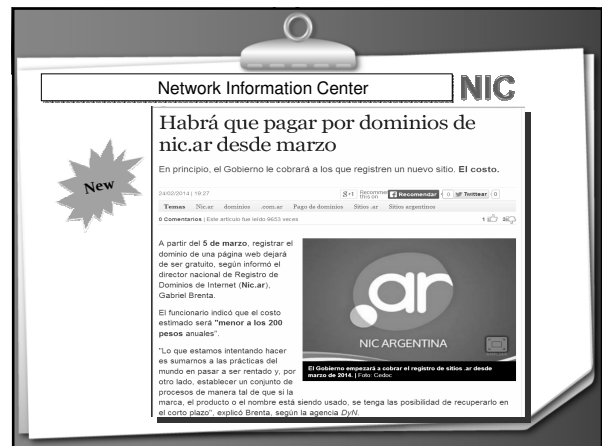 Network Information Center
NIC
Habrá que pagar por dominios de
nic.ar desde marzo
En principio, el Gobierno le cobrará a los que registren un nuevo sitio. El costo.
New
24/02/2014 | 19:27
g+1 Recomme this on Recomendar 0 Twittear 0
Temas Nic.ar dominios .com.ar Pago de dominios Sitios .ar Sitios argentinos
0 Comentarios | Este artículo fue leído 9653 veces
1
A partir del 5 de marzo, registrar el
dominio de una página web dejará
de ser gratuito, según informó el
director nacional de Registro de
Dominios de Internet (Nic.ar),
Gabriel Brenta.
El funcionario indicó que el costo
estimado será "menor a los 200
pesos anuales".
"Lo que estamos intentando hacer
es sumarnos a las prácticas del
mundo en pasar a ser rentado y, por
otro lado, establecer un conjunto de
procesos de manera tal de que si la
marca, el producto o el nombre está siendo usado, se tenga las posibilidad de recuperarlo en
el corto plazo", explicó Brenta, según la agencia DyN.
.ar
NIC ARGENTINA
El Gobierno empezará a cobrar el registro de sitios .ar desde
marzo de 2014. | Foto: Cedoc